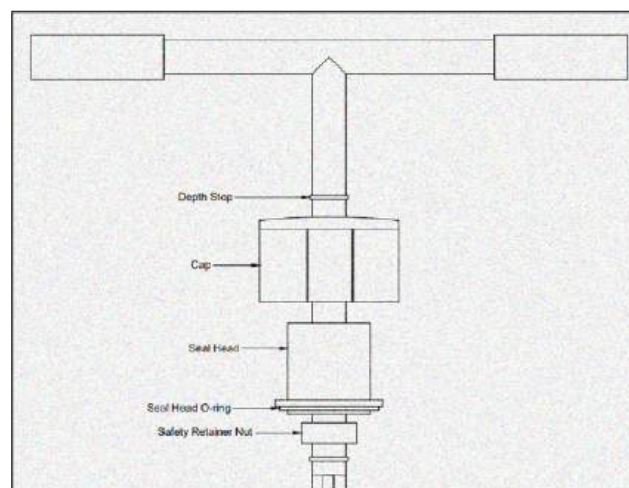 Depth Stop
Cap
Seal Head
Seal Head O-ring
Safety Retainer Nut